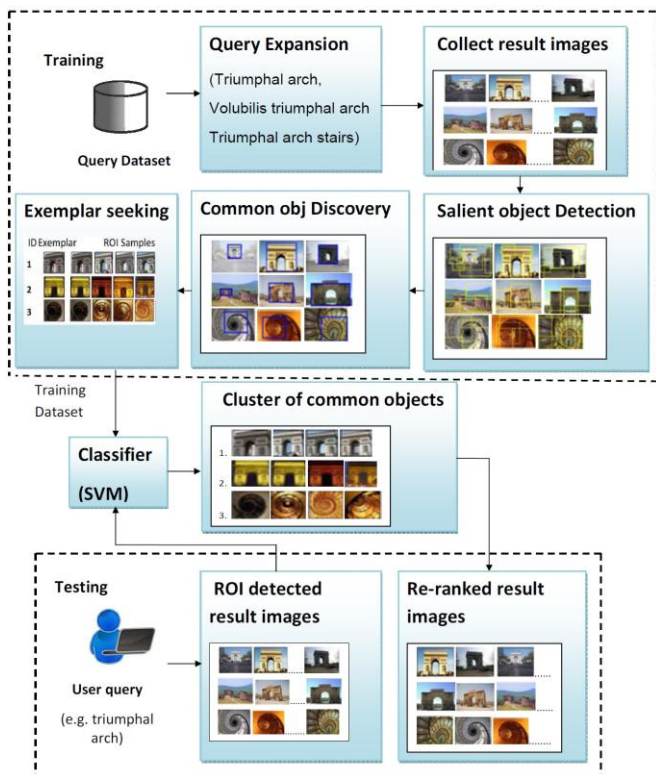 Training
Query Dataset
Query Expansion
(Triumphal arch,
Volubilis triumphal arch
Triumphal arch stairs)
Collect result images
Exemplar seeking
ID Exemplar ROI Samples
1
2
3
Common obj Discovery
Salient object Detection
Training
Dataset
Classifier
(SVM)
Cluster of common objects
1.
2.
3.
Testing
User query
(e.g. triumphal
arch)
ROI detected
result images
Re-ranked result
images